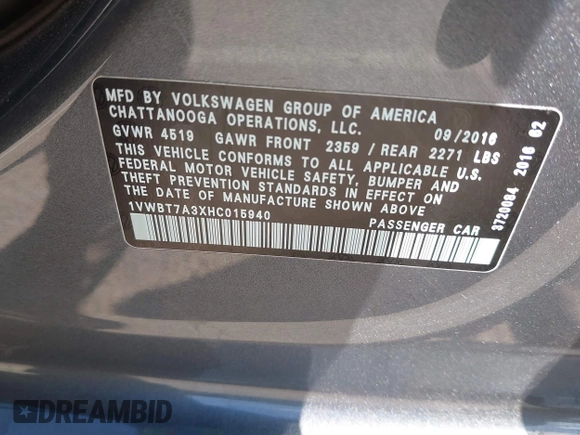 MFD BY VOLKSWAGEN GROUP OF AMERICA
CHATTANOOGA OPERATIONS, LLC. 09/2016
GVWR 4519 GAWR FRONT 2359 / REAR 2271 LBS
THIS VEHICLE CONFORMS TO ALL APPLICABLE U.S.
FEDERAL MOTOR VEHICLE SAFETY, BUMPER AND
THEFT PREVENTION STANDARDS IN EFFECT ON
THE DATE OF MANUFACTURE SHOWN ABOVE
1VWBT7A3XHC015940 PASSENGER CAR
3720084 2016 92
DREAMBID